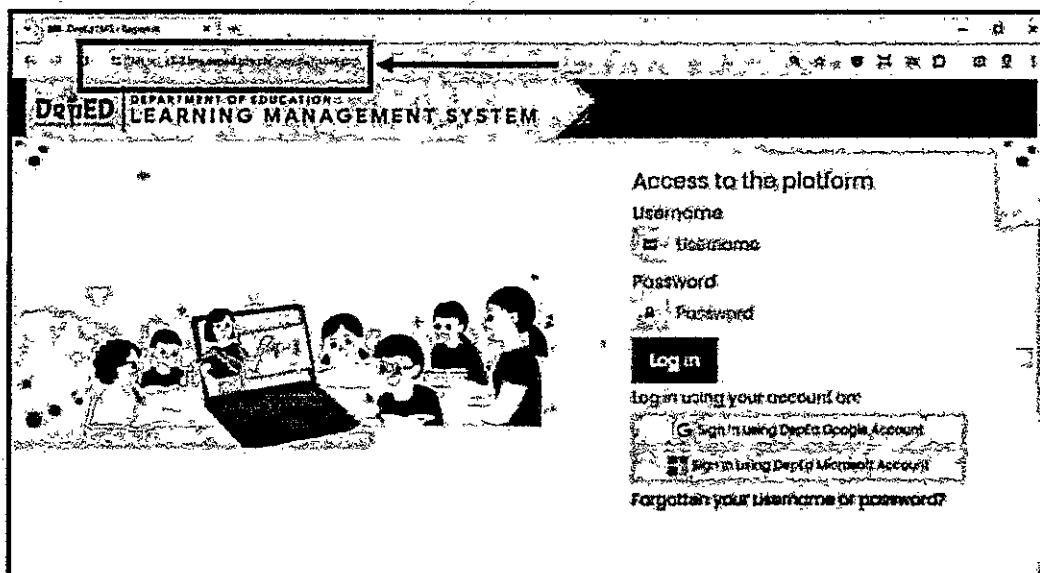 DepED
DEPARTMENT OF EDUCATION
LEARNING MANAGEMENT SYSTEM
Access to the platform
Username
Username
Password
Password
Log in
Log in using your account on:
Sign in using DepEd Google Account
Sign in using DepEd Microsoft Account
Forgotten your username or password?